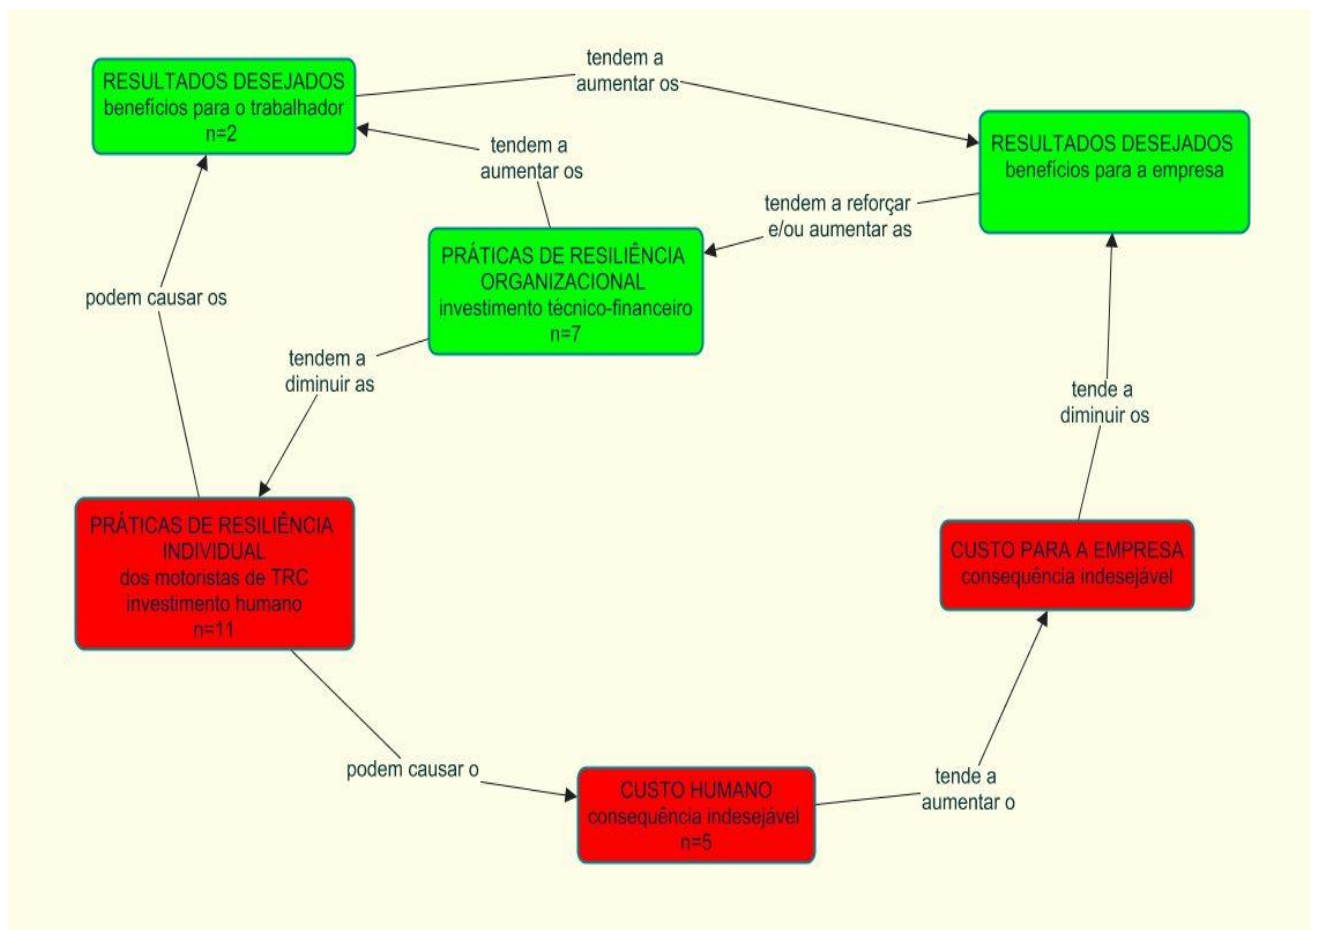 tendem a
aumentar os
RESULTADOS DESEJADOS
benefícios para o trabalhador
n=2
RESULTADOS DESEJADOS
benefícios para a empresa
tendem a
aumentar os
tendem a reforçar
e/ou aumentar as
PRÁTICAS DE RESILIÊNCIA
ORGANIZACIONAL
investimento técnico-financeiro
n=7
podem causar os
tendem a
diminuir as
tende a
diminuir os
PRÁTICAS DE RESILIÊNCIA
INDIVIDUAL
dos motoristas de TRC
investimento humano
n=11
CUSTO PARA A EMPRESA
consequência indesejável
podem causar o
CUSTO HUMANO
consequência indesejável
n=5
tende a
aumentar o